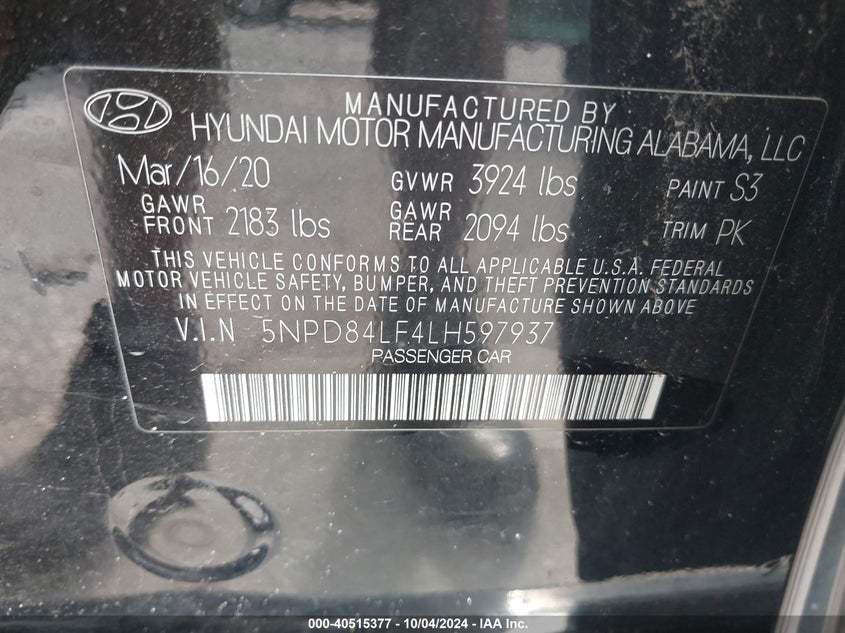 MANUFACTURED BY
HYUNDAI MOTOR MANUFACTURING ALABAMA, LLC
Mar/16/20 GVWR 3924 lbs PAINT S3
GAWR FRONT 2183 lbs GAWR REAR 2094 lbs TRIM PK
THIS VEHICLE CONFORMS TO ALL APPLICABLE U.S.A. FEDERAL
MOTOR VEHICLE SAFETY, BUMPER, AND THEFT PREVENTION STANDARDS
IN EFFECT ON THE DATE OF MANUFACTURE SHOWN ABOVE
V.I.N 5NPD84LF4LH597937
PASSENGER CAR
000-40515377 - 10/04/2024 - IAA Inc.